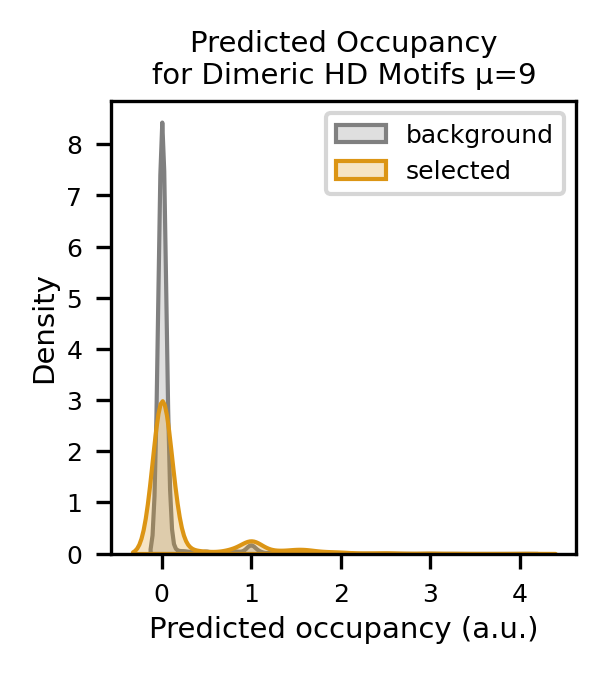 Predicted Occupancy
for Dimeric HD Motifs μ=9
background
selected
Density
8
7
6
5
4
3
2
1
0
0 1 2 3 4
Predicted occupancy (a.u.)